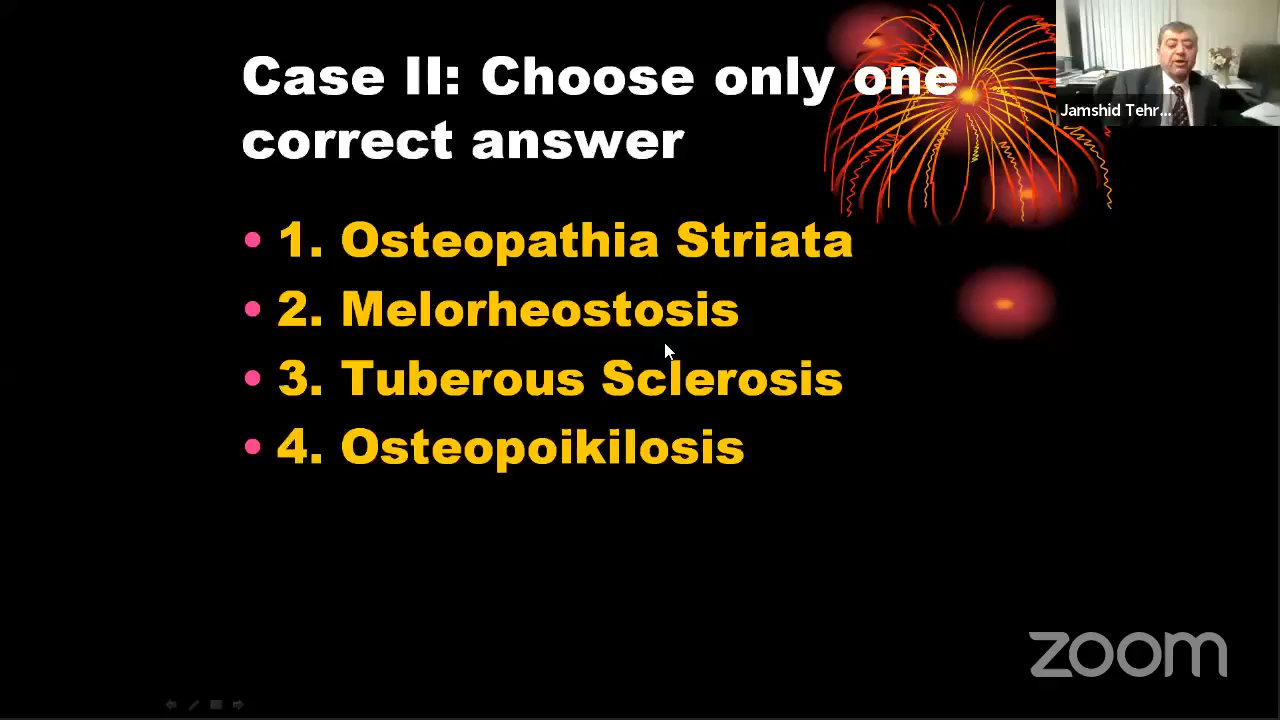 Case II: Choose only one
correct answer
• 1. Osteopathia Striata
• 2. Melorheostosis
• 3. Tuberous Sclerosis
• 4. Osteopoikilosis
Jamshid Tehr...
zoom